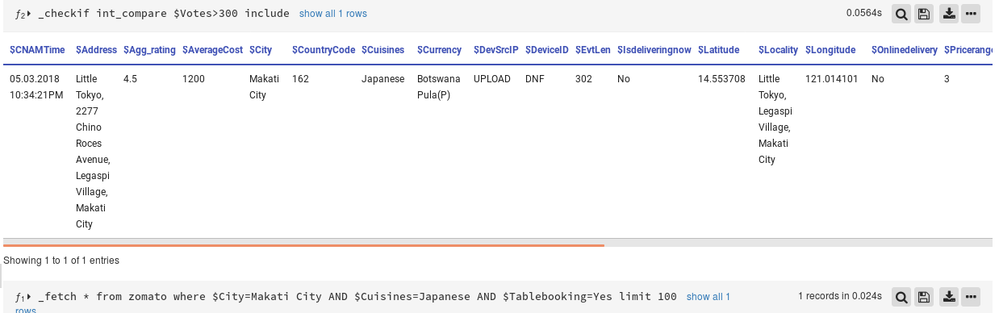 ƒ2 _checkif int_compare $Votes>300 include show all 1 rows 0.0564s
$CNAMTime $Address $Agg_rating $AverageCost $City $CountryCode $Cuisines $Currency $DevSrcIP $DeviceID $EvtLen $Isdeliveringnow $Latitude $Locality $Longitude $Onlinedelivery $Pricerang
05.03.2018 Little 4.5 1200 Makati 162 Japanese Botswana UPLOAD DNF 302 No 14.553708 Little 121.014101 No 3
10:34:21PM Tokyo, City Pula(P) Tokyo,
2277 Legaspi
Chino Village,
Roces Makati
Avenue, City
Legaspi
Village,
Makati
City
Showing 1 to 1 of 1 entries
ƒ1 _fetch * from zomato where $City=Makati City AND $Cuisines=Japanese AND $Tablebooking=Yes limit 100 show all 1 1 records in 0.024s
rows